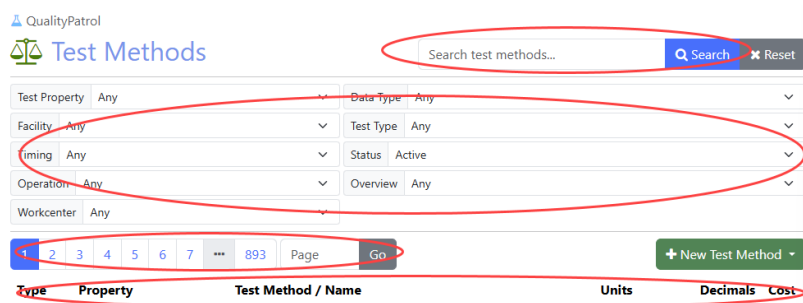 QualityPatrol
Test Methods
Search test methods... Search Reset
Test Property Any Data Type Any
Facility Any Test Type Any
Timing Any Status Active
Operation Any Overview Any
Workcenter Any
1 2 3 4 5 6 7 ... 893 Page Go + New Test Method
Type Property Test Method / Name Units Decimals Cost